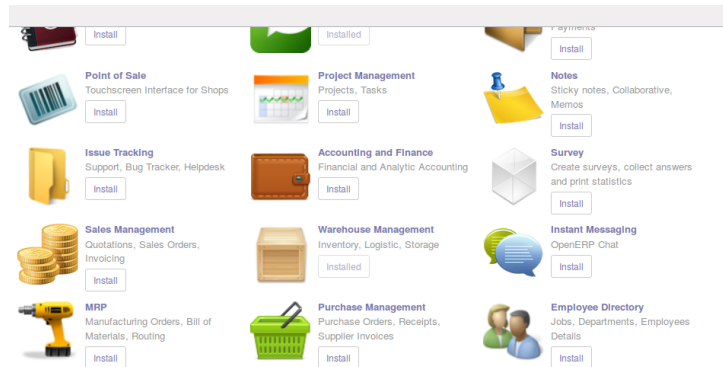 Install
Installed
Payments
Install
Point of Sale
Touchscreen Interface for Shops
Install
Project Management
Projects, Tasks
Install
Notes
Sticky notes, Collaborative,
Memos
Install
Issue Tracking
Support, Bug Tracker, Helpdesk
Install
Accounting and Finance
Financial and Analytic Accounting
Install
Survey
Create surveys, collect answers
and print statistics
Install
Sales Management
Quotations, Sales Orders,
Invoicing
Install
Warehouse Management
Inventory, Logistic, Storage
Installed
Instant Messaging
OpenERP Chat
Install
MRP
Manufacturing Orders, Bill of
Materials, Routing
Install
Purchase Management
Purchase Orders, Receipts,
Supplier Invoices
Install
Employee Directory
Jobs, Departments, Employees
Details
Install